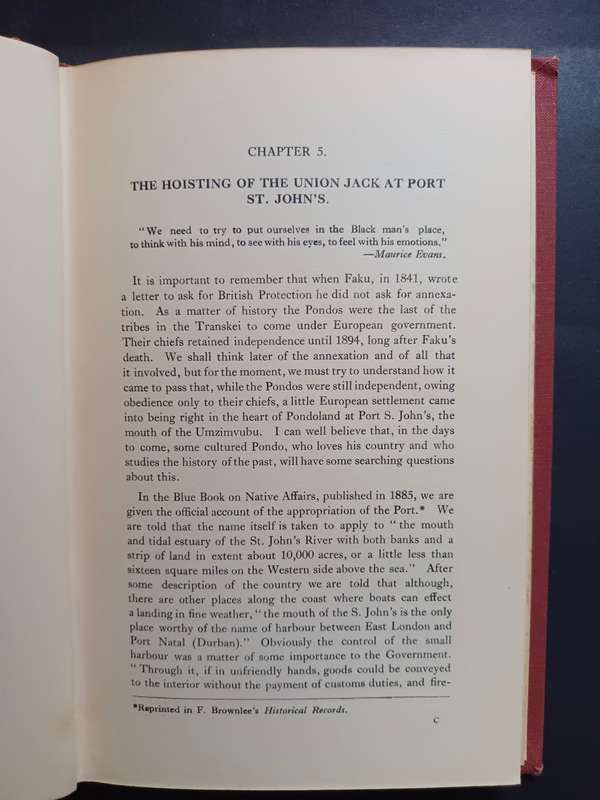 CHAPTER 5.
THE HOISTING OF THE UNION JACK AT PORT
ST. JOHN'S.
"We need to try to put ourselves in the Black man's place,
to think with his mind, to see with his eyes, to feel with his emotions."
—Maurice Evans.
It is important to remember that when Faku, in 1841, wrote
a letter to ask for British Protection he did not ask for annexa-
tion. As a matter of history the Pondos were the last of the
tribes in the Transkei to come under European government.
Their chiefs retained independence until 1894, long after Faku's
death. We shall think later of the annexation and of all that
it involved, but for the moment, we must try to understand how it
came to pass that, while the Pondos were still independent, owing
obedience only to their chiefs, a little European settlement came
into being right in the heart of Pondoland at Port S. John's, the
mouth of the Umzimvubu. I can well believe that, in the days
to come, some cultured Pondo, who loves his country and who
studies the history of the past, will have some searching questions
about this.
In the Blue Book on Native Affairs, published in 1885, we are
given the official account of the appropriation of the Port.* We
are told that the name itself is taken to apply to "the mouth
and tidal estuary of the St. John's River with both banks and a
strip of land in extent about 10,000 acres, or a little less than
sixteen square miles on the Western side above the sea." After
some description of the country we are told that although,
there are other places along the coast where boats can effect
a landing in fine weather, "the mouth of the S. John's is the only
place worthy of the name of harbour between East London and
Port Natal (Durban)." Obviously the control of the small
harbour was a matter of some importance to the Government.
"Through it, if in unfriendly hands, goods could be conveyed
to the interior without the payment of customs duties, and fire-
*Reprinted in F. Brownlee's Historical Records.
C